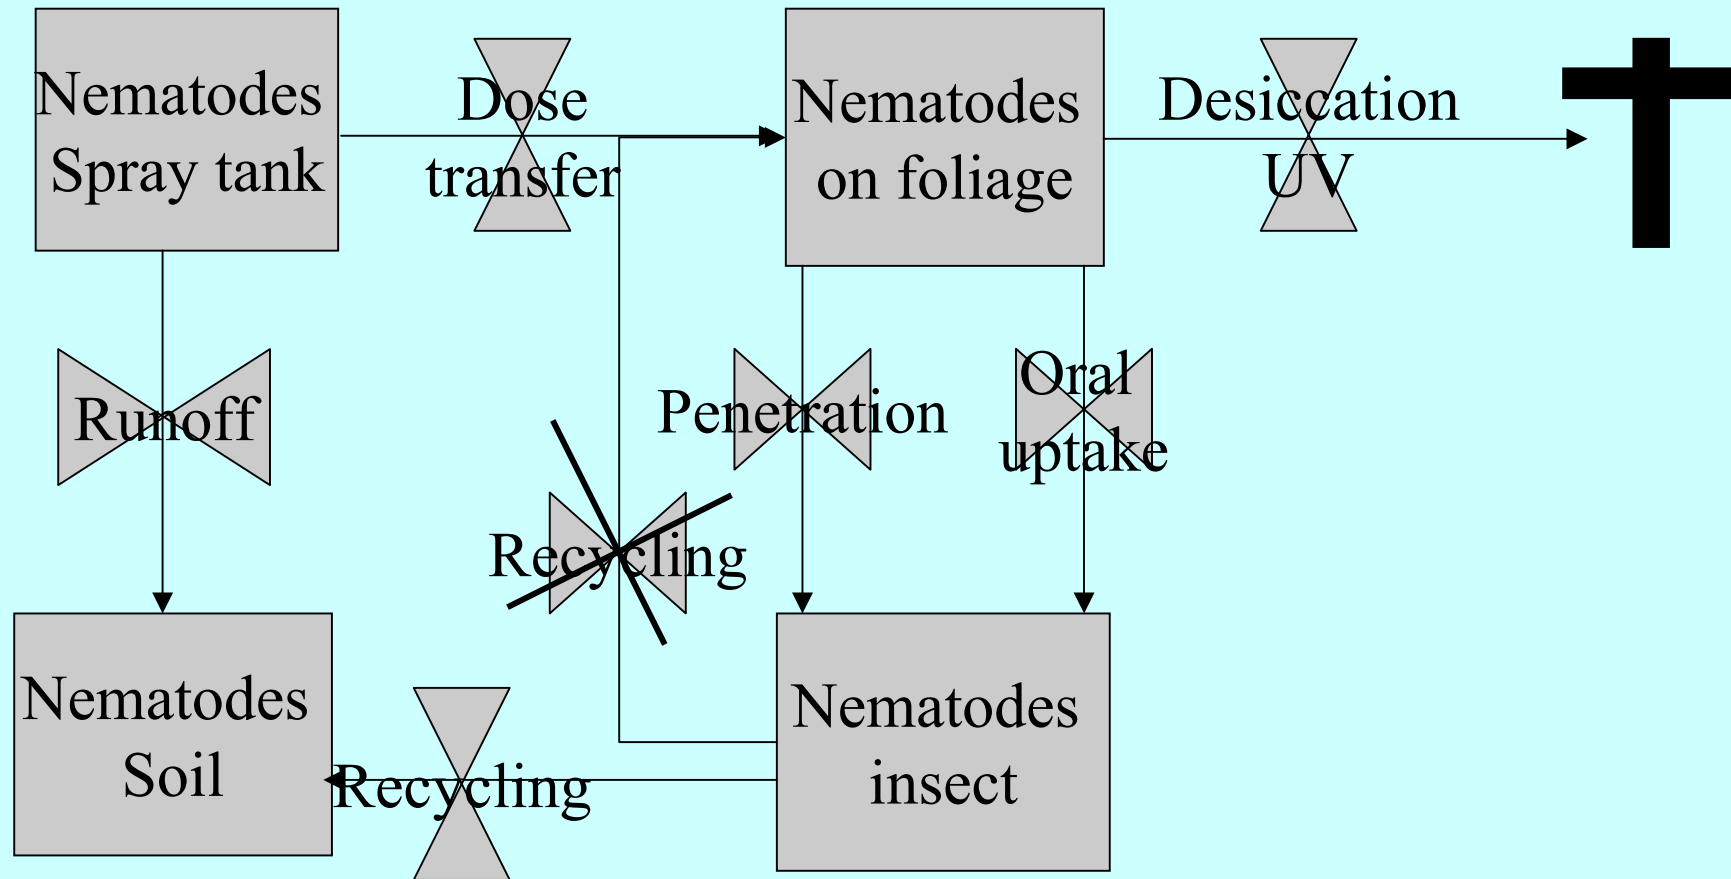 Nematodes
Spray tank
Dose
transfer
Nematodes
on foliage
Desiccation
UV
Runoff
Penetration
Oral
uptake
Recycling
Nematodes
Soil
Recycling
Nematodes
insect